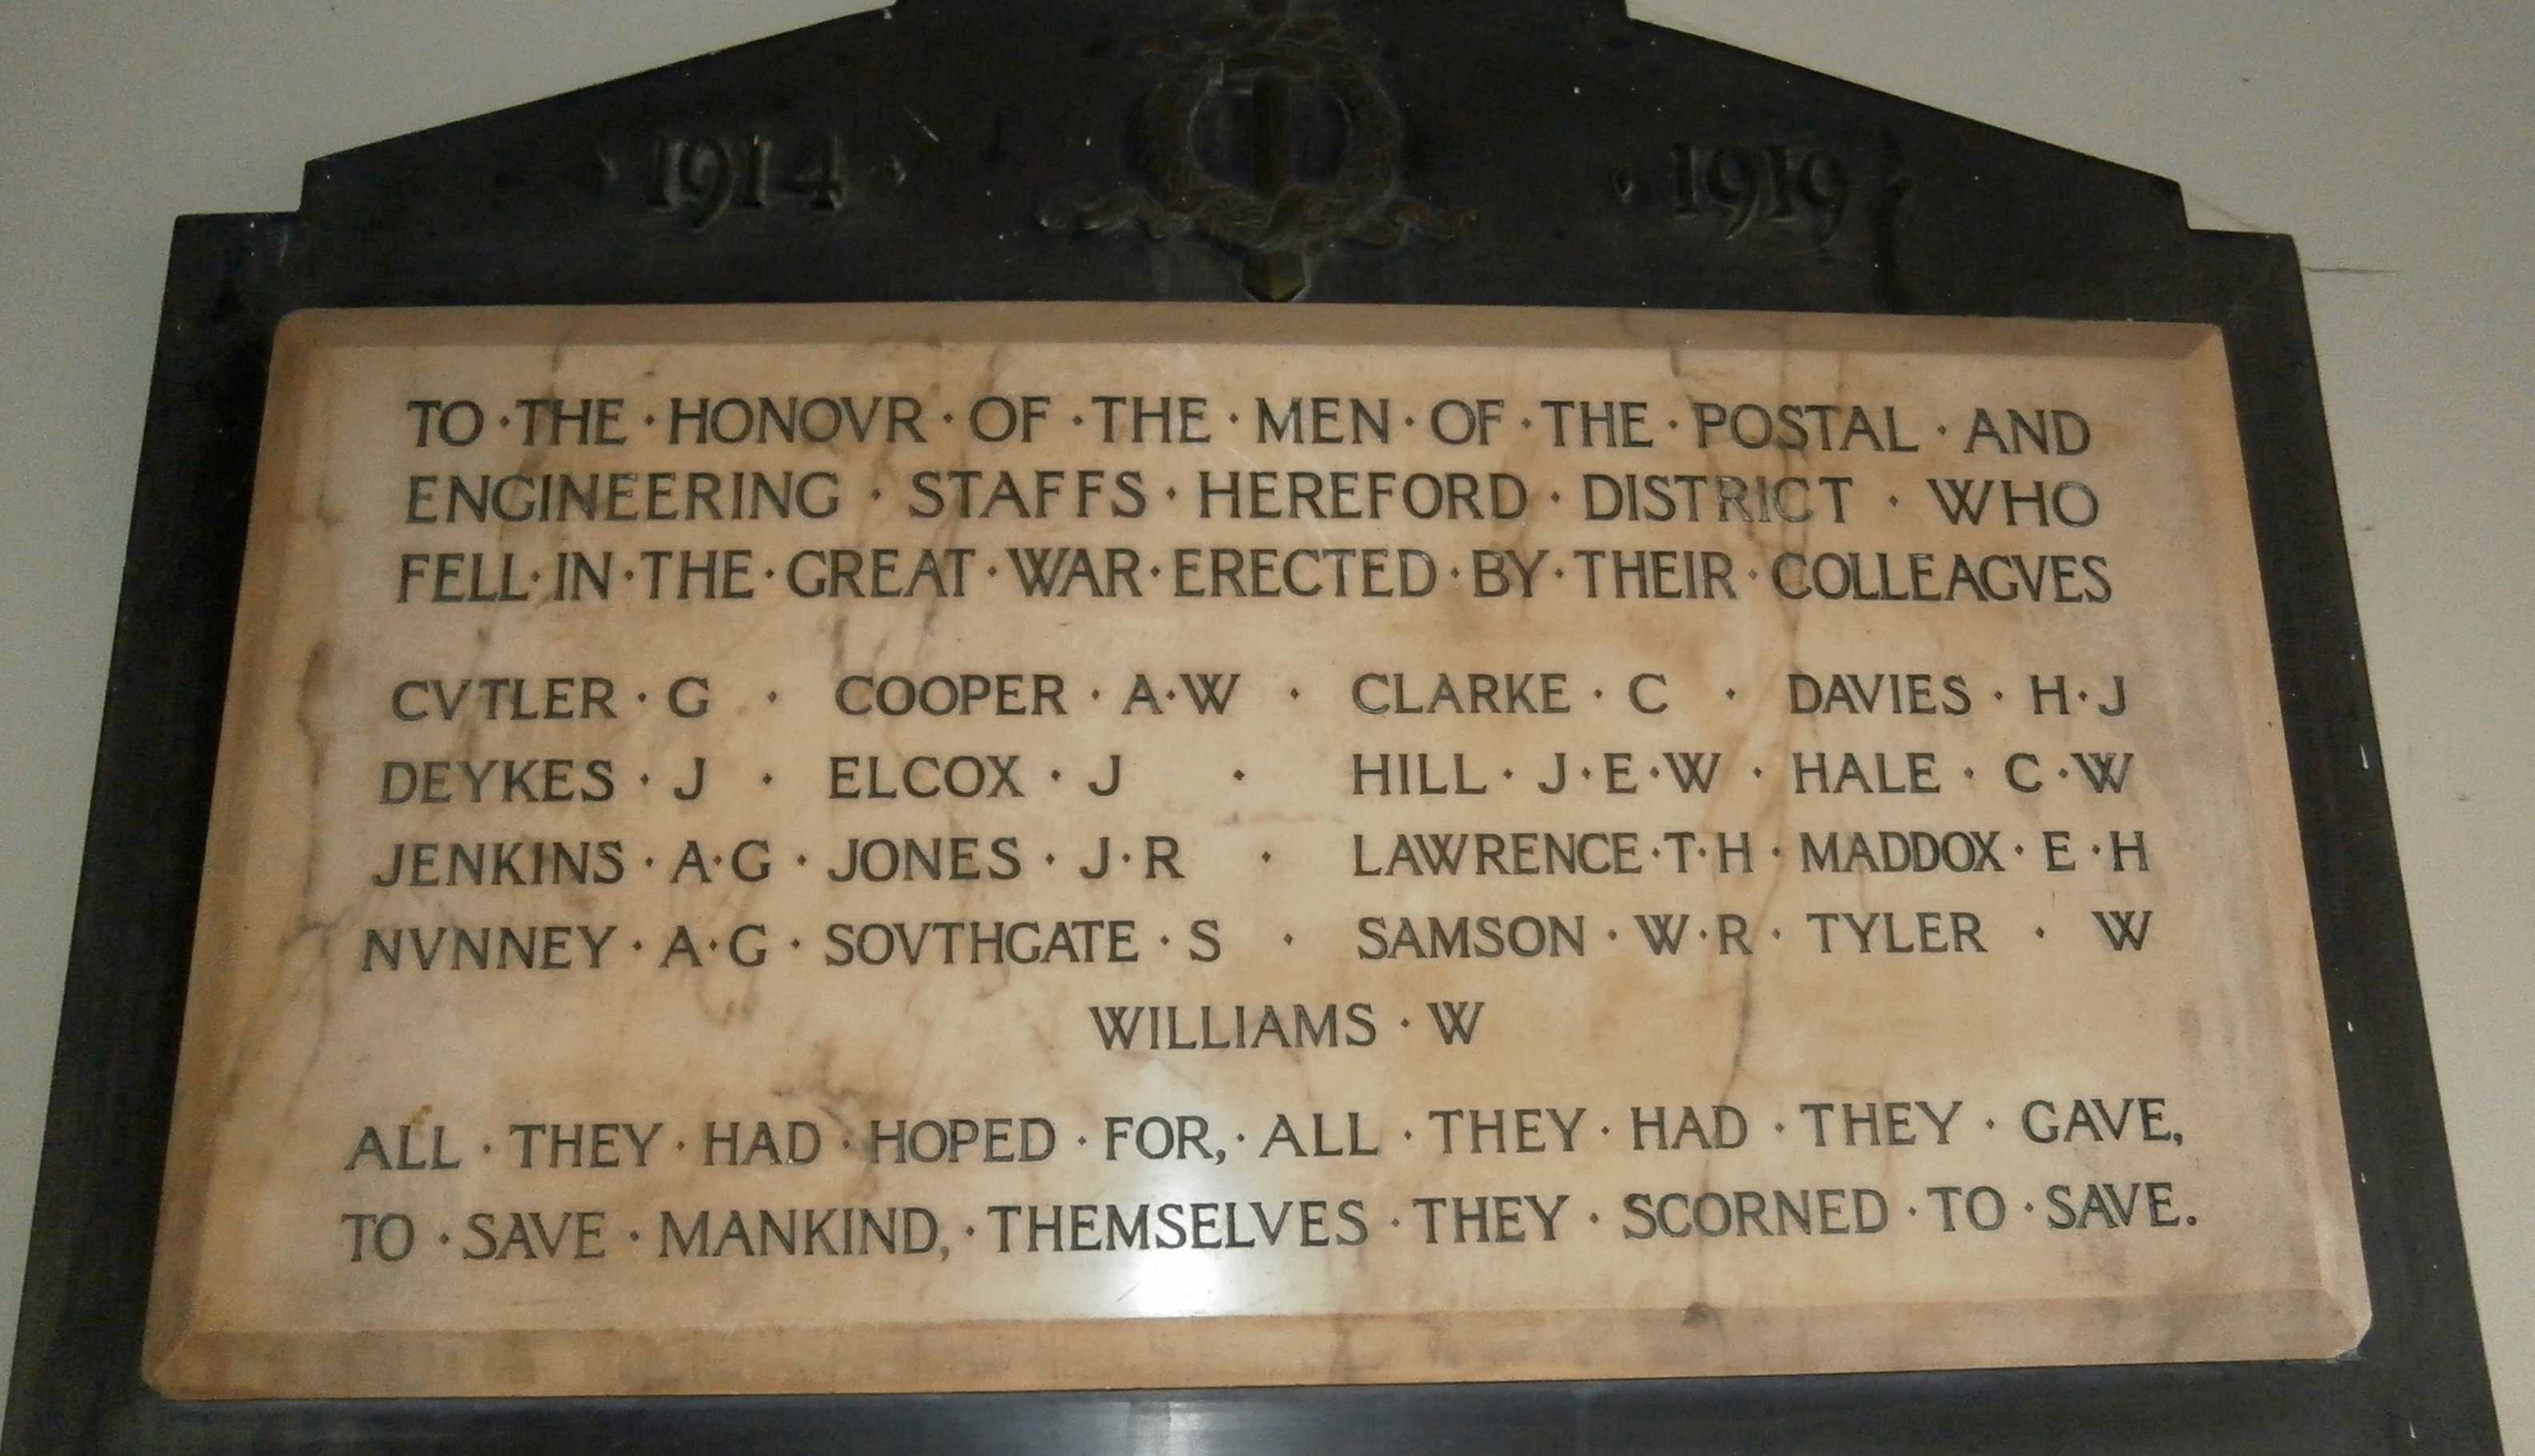 · 1914 · · 1919 ·
TO · THE · HONOVR · OF · THE · MEN · OF · THE · POSTAL · AND
ENGINEERING · STAFFS · HEREFORD · DISTRICT · WHO
FELL · IN · THE · GREAT · WAR · ERECTED · BY · THEIR · COLLEAGVES
CVTLER · G · COOPER · A · W · CLARKE · C · DAVIES · H · J
DEYKES · J · ELCOX · J · HILL · J · E · W · HALE · C · W
JENKINS · A · G · JONES · J · R · LAWRENCE · T · H · MADDOX · E · H
NVNNEY · A · G · SOVTHGATE · S · SAMSON · W · R · TYLER · W
WILLIAMS · W
ALL · THEY · HAD · HOPED · FOR, · ALL · THEY · HAD · THEY · GAVE,
TO · SAVE · MANKIND, · THEMSELVES · THEY · SCORNED · TO · SAVE.